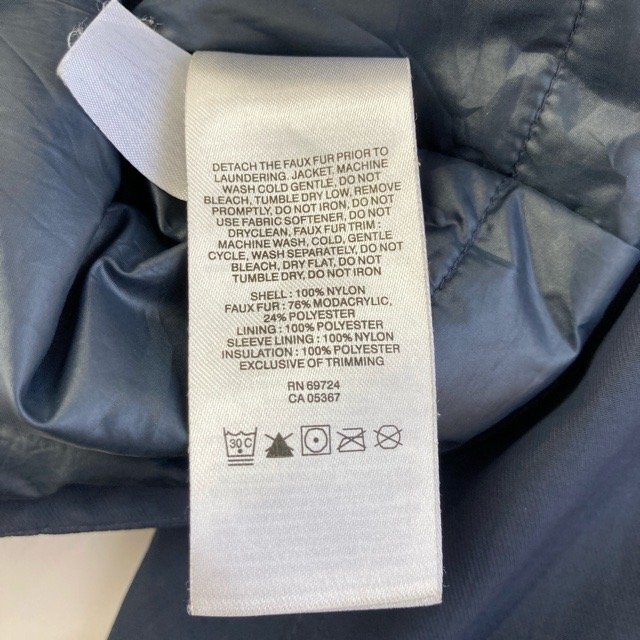 DETACH THE FAUX FUR PRIOR TO
LAUNDERING. JACKET, MACHINE
WASH COLD GENTLE, DO NOT
BLEACH, TUMBLE DRY LOW, REMOVE
PROMPTLY, DO NOT IRON, DO NOT
USE FABRIC SOFTENER, DO NOT
DRYCLEAN, FAUX FUR TRIM :
MACHINE WASH, COLD, GENTLE,
CYCLE, WASH SEPARATELY, DO NOT
BLEACH, DRY FLAT, DO NOT
TUMBLE DRY, DO NOT IRON
SHELL : 100% NYLON
FAUX FUR : 76% MODACRYLIC,
24% POLYESTER
LINING : 100% POLYESTER
SLEEVE LINING : 100% NYLON
INSULATION : 100% POLYESTER
EXCLUSIVE OF TRIMMING
RN 69724
CA 05367
30 C